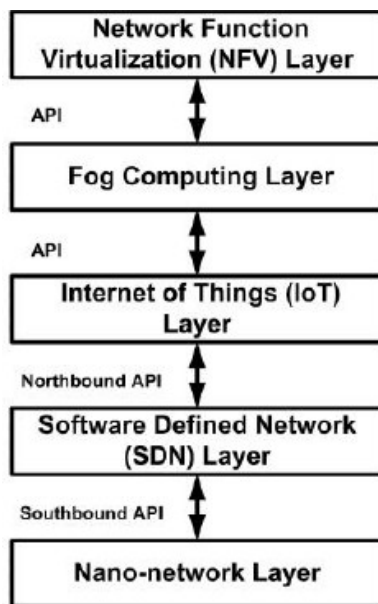 Network Function
Virtualization (NFV) Layer
API
Fog Computing Layer
API
Internet of Things (IoT)
Layer
Northbound API
Software Defined Network
(SDN) Layer
Southbound API
Nano-network Layer